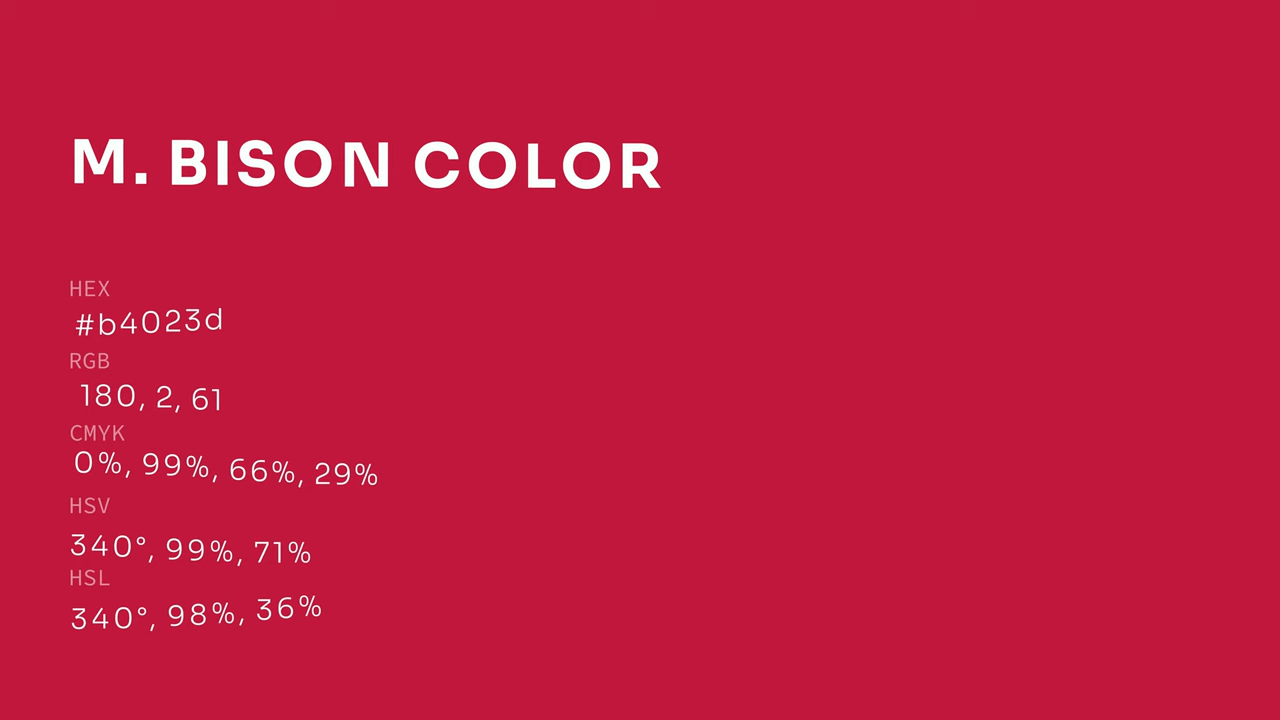 M. BISON COLOR
HEX
#b4023d
RGB
180, 2, 61
CMYK
0%, 99%, 66%, 29%
HSV
340°, 99%, 71%
HSL
340°, 98%, 36%